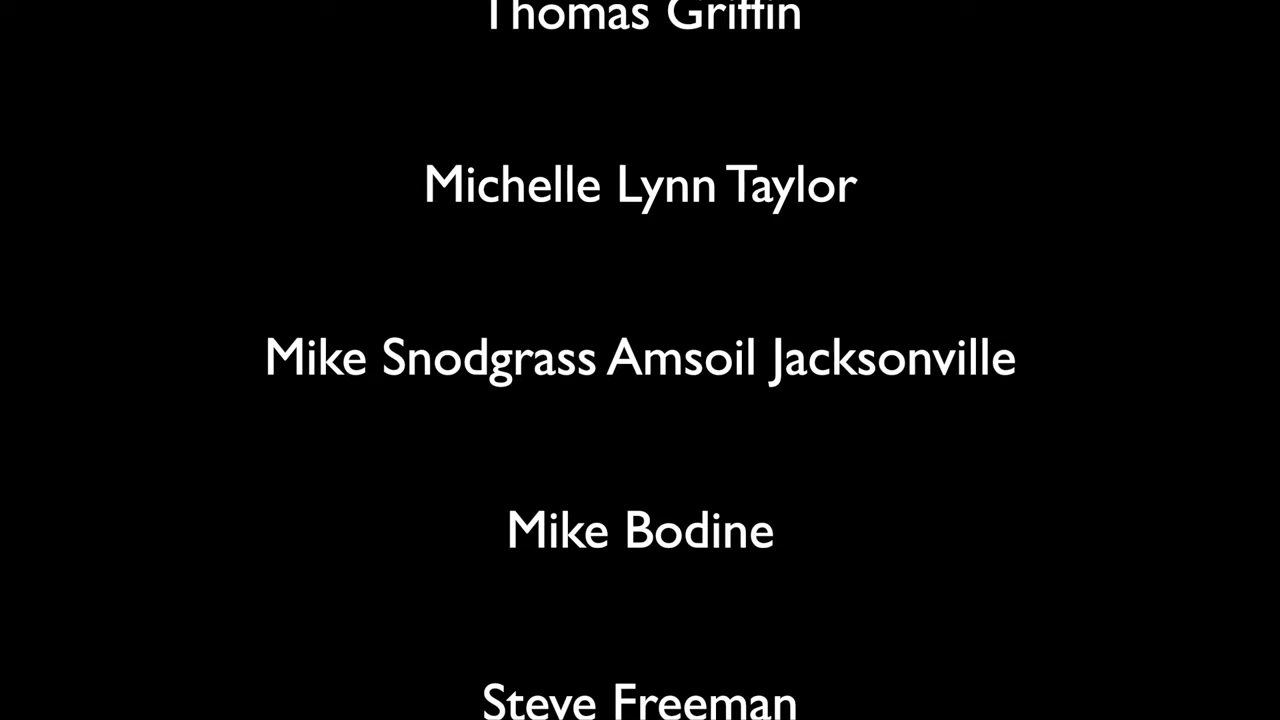 Thomas Griffin
Michelle Lynn Taylor
Mike Snodgrass Amsoil Jacksonville
Mike Bodine
Steve Freeman